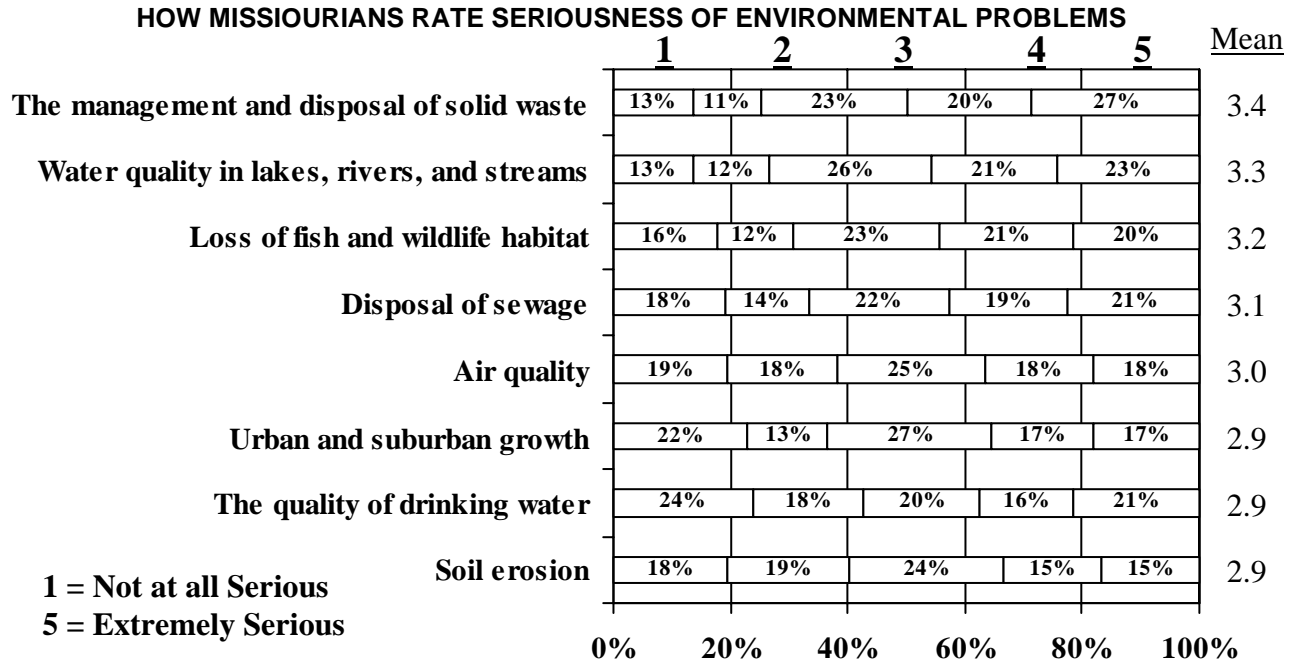 HOW MISSIOURIANS RATE SERIOUSNESS OF ENVIRONMENTAL PROBLEMS
1 2 3 4 5 Mean
The management and disposal of solid waste 13% 11% 23% 20% 27% 3.4
Water quality in lakes, rivers, and streams 13% 12% 26% 21% 23% 3.3
Loss of fish and wildlife habitat 16% 12% 23% 21% 20% 3.2
Disposal of sewage 18% 14% 22% 19% 21% 3.1
Air quality 19% 18% 25% 18% 18% 3.0
Urban and suburban growth 22% 13% 27% 17% 17% 2.9
The quality of drinking water 24% 18% 20% 16% 21% 2.9
Soil erosion 18% 19% 24% 15% 15% 2.9
1 = Not at all Serious
5 = Extremely Serious
0% 20% 40% 60% 80% 100%